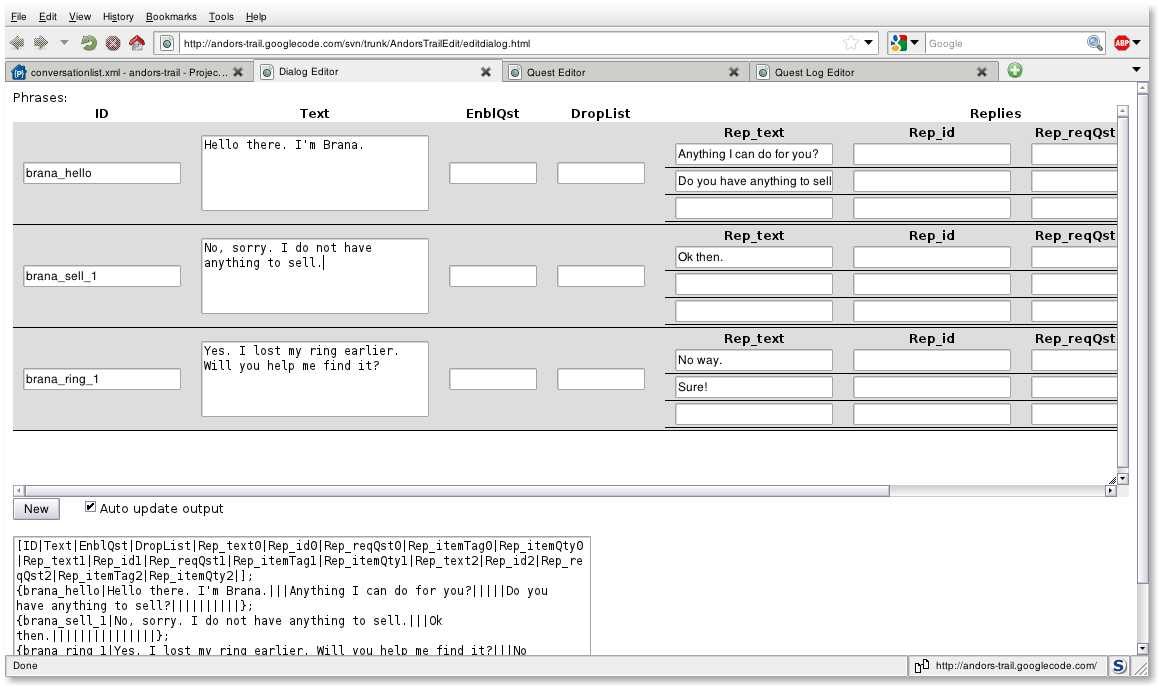 File Edit View History Bookmarks Tools Help
http://andors-trail.googlecode.com/svn/trunk/AndorsTrailEdit/editdialog.html Google ABP
conversationlist.xml - andors-trail - Projec... Dialog Editor Quest Editor Quest Log Editor
Phrases:
ID Text EnblQst DropList Replies
Rep_text Rep_id Rep_reqQst
brana_hello
Hello there. I'm Brana.
Anything I can do for you?
Do you have anything to sell
Rep_text Rep_id Rep_reqQst
brana_sell_1
No, sorry. I do not have
anything to sell.
Ok then.
Rep_text Rep_id Rep_reqQst
brana_ring_1
Yes. I lost my ring earlier.
Will you help me find it?
No way.
Sure!
New Auto update output
[ID|Text|EnblQst|DropList|Rep_text0|Rep_id0|Rep_reqQst0|Rep_itemTag0|Rep_itemQty0
|Rep_text1|Rep_id1|Rep_reqQst1|Rep_itemTag1|Rep_itemQty1|Rep_text2|Rep_id2|Rep_re
qQst2|Rep_itemTag2|Rep_itemQty2|];
{brana_hello|Hello there. I'm Brana.|||Anything I can do for you?|||||Do you
have anything to sell?||||||||||};
{brana_sell_1|No, sorry. I do not have anything to sell.|||Ok
then.|||||||||||||||};
{brana_ring_1|Yes. I lost my ring earlier. Will you help me find it?|||No
Done http://andors-trail.googlecode.com/ S